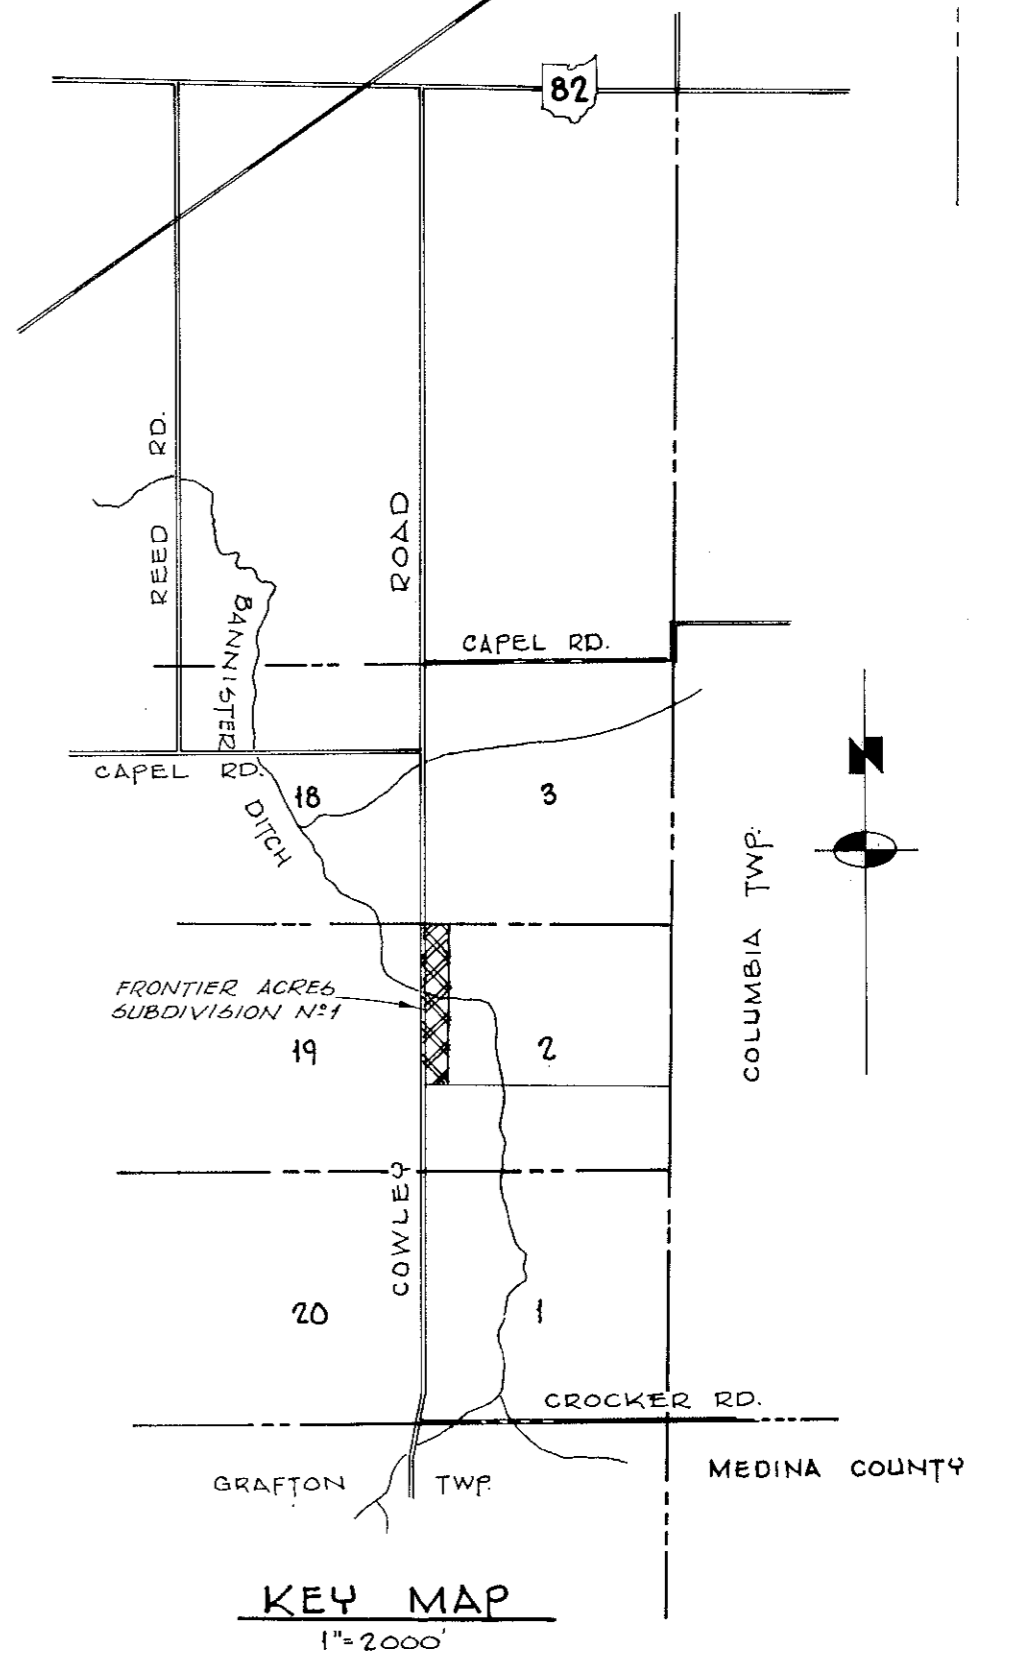 82
REED RD.
ROAD
BANNISTER
CAPEL RD.
N
CAPEL RD.
18
3
DITCH
COLUMBIA TWP.
FRONTIER ACRES
SUBDIVISION Nº1
19
2
COWLEY
20
1
CROCKER RD.
GRAFTON TWP.
MEDINA COUNTY
KEY MAP
1"=2000'